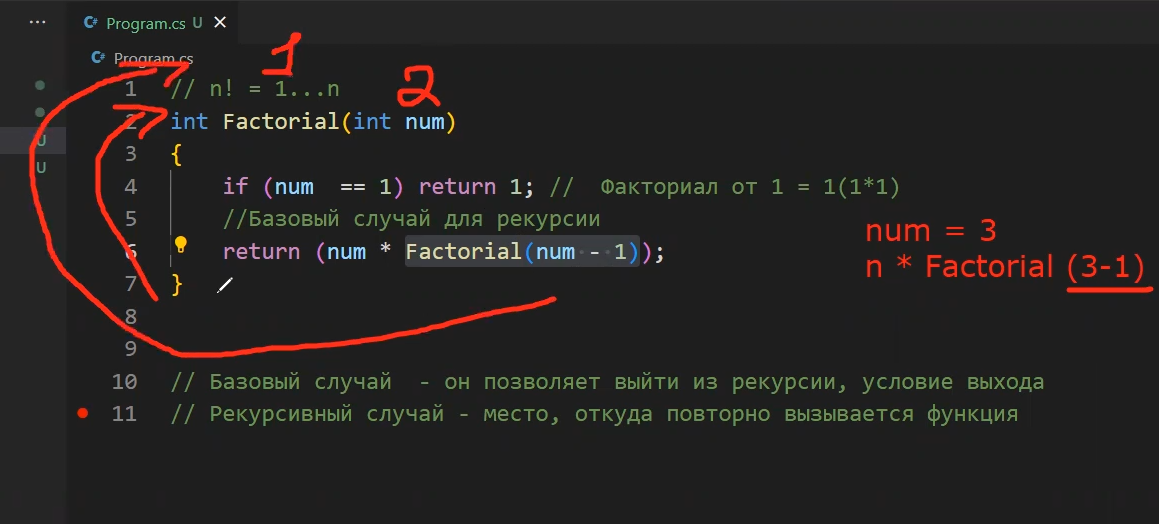 ... Program.cs U ×
Program.cs
1
1 // n! = 1...n
2
2 int Factorial(int num)
3 {
4 if (num == 1) return 1; // Факториал от 1 = 1(1*1)
5 //Базовый случай для рекурсии
6 return (num * Factorial(num - 1));
7 }
8
9
10 // Базовый случай - он позволяет выйти из рекурсии, условие выхода
11 // Рекурсивный случай - место, откуда повторно вызывается функция
U
U
num = 3
n * Factorial (3-1)